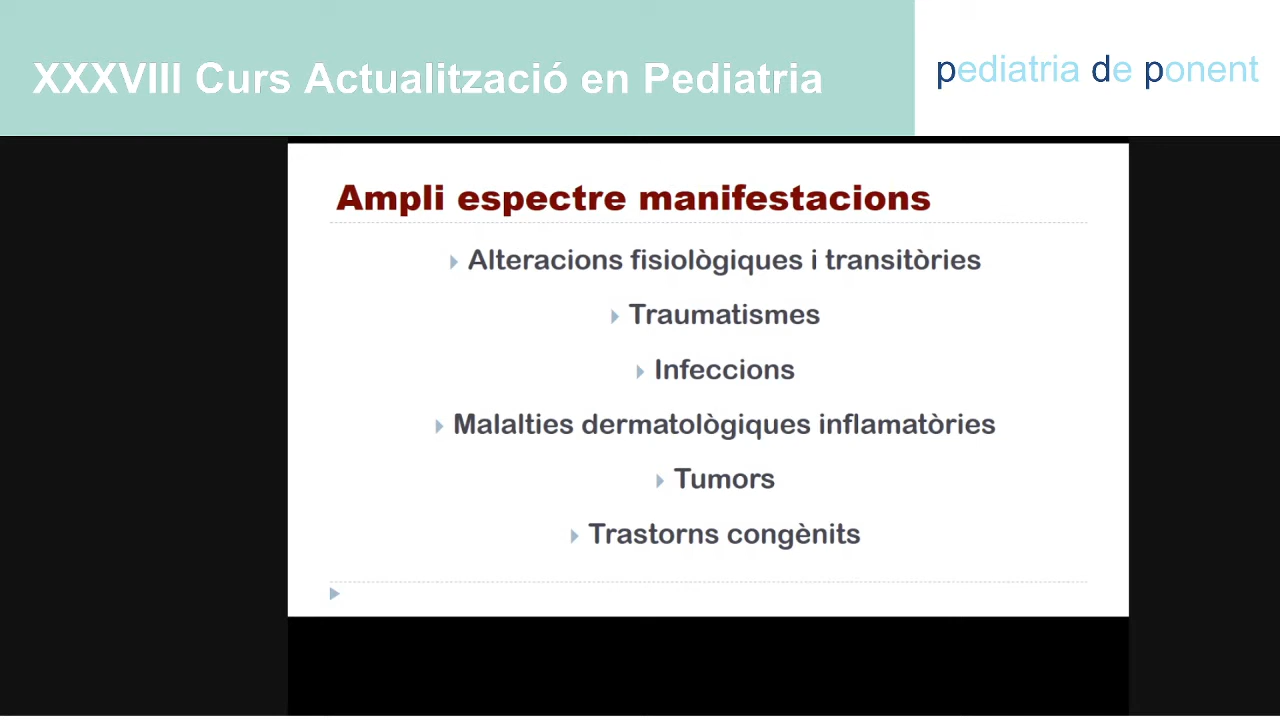 XXXVIII Curs Actualització en Pediatria
pediatria de ponent
Ampli espectre manifestacions
Alteracions fisiològiques i transitòries
Traumatismes
Infeccions
Malalties dermatològiques inflamatòries
Tumors
Trastorns congènits